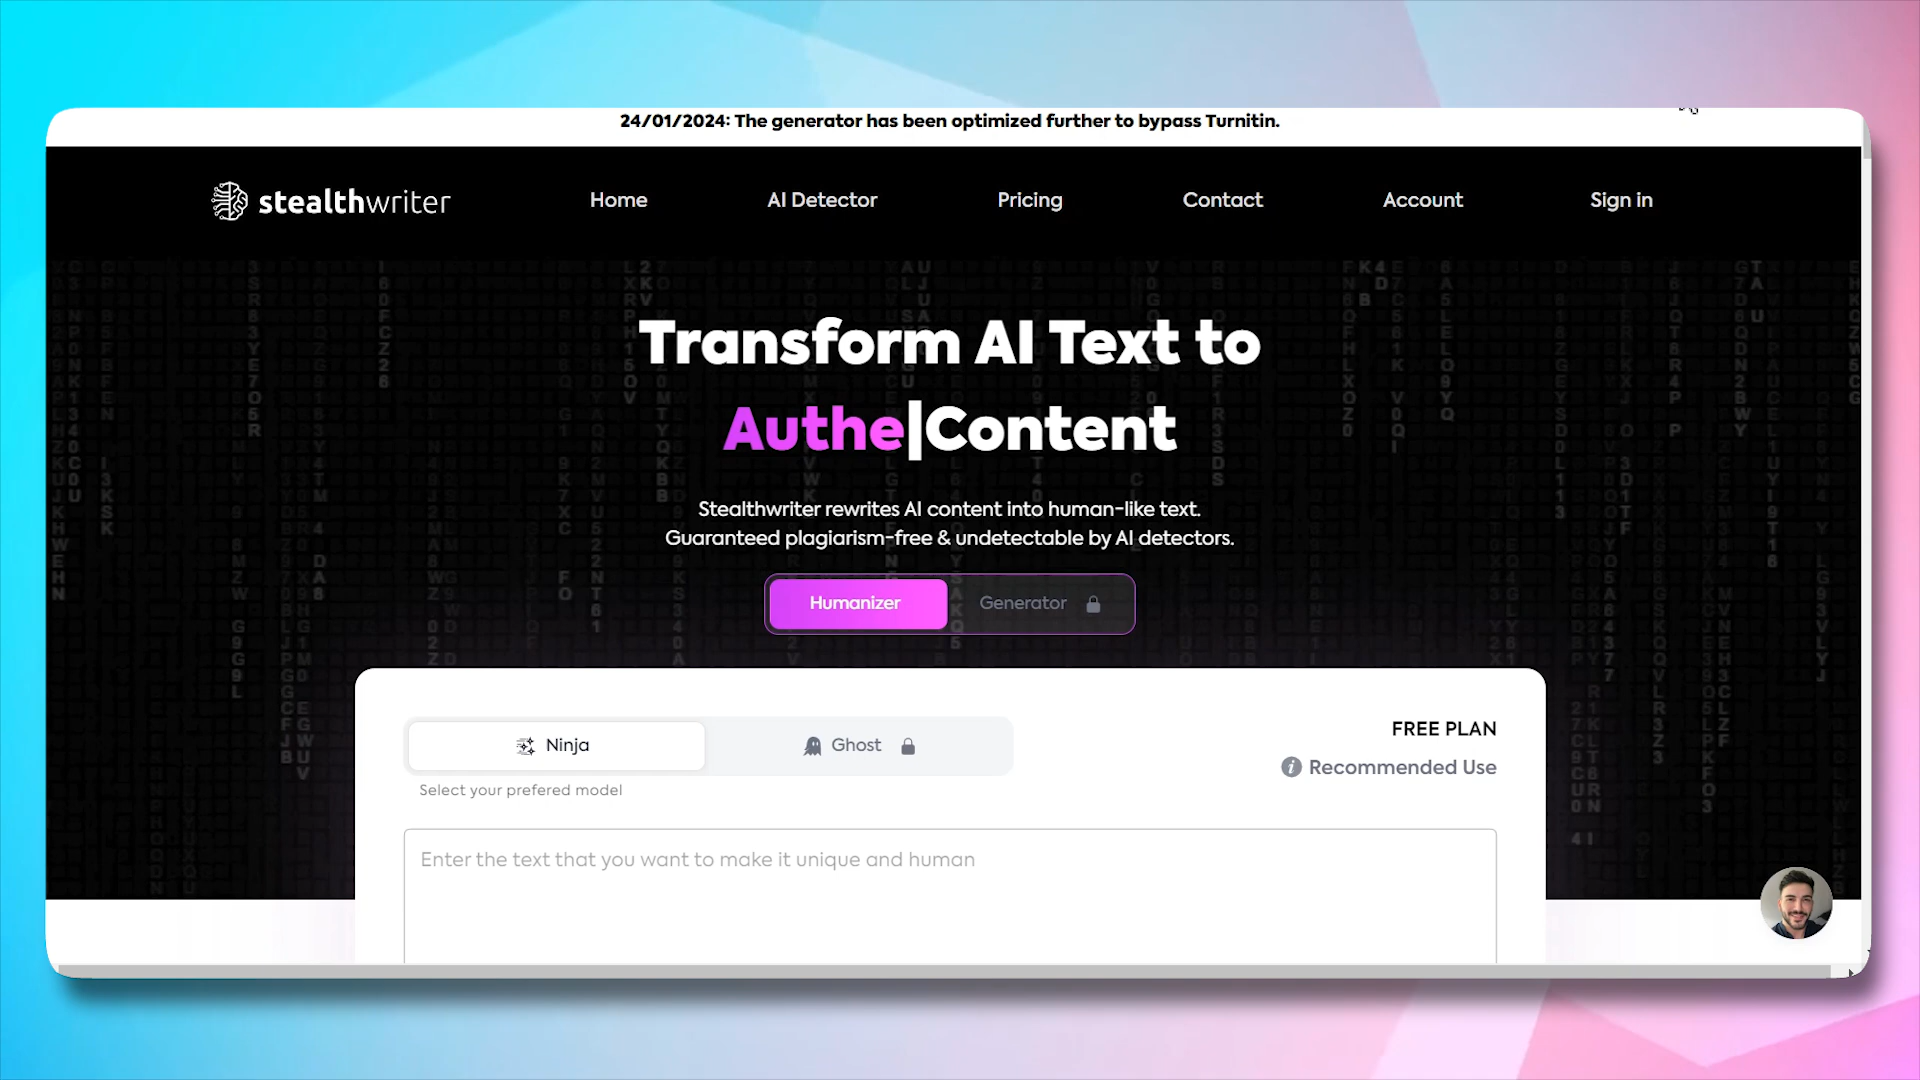 24/01/2024: The generator has been optimized further to bypass Turnitin.
stealthwriter
Home
AI Detector
Pricing
Contact
Account
Sign in
Transform AI Text to
Authe|Content
Stealthwriter rewrites AI content into human-like text.
Guaranteed plagiarism-free & undetectable by AI detectors.
Humanizer
Generator
Ninja
Ghost
FREE PLAN
Recommended Use
Select your prefered model
Enter the text that you want to make it unique and human